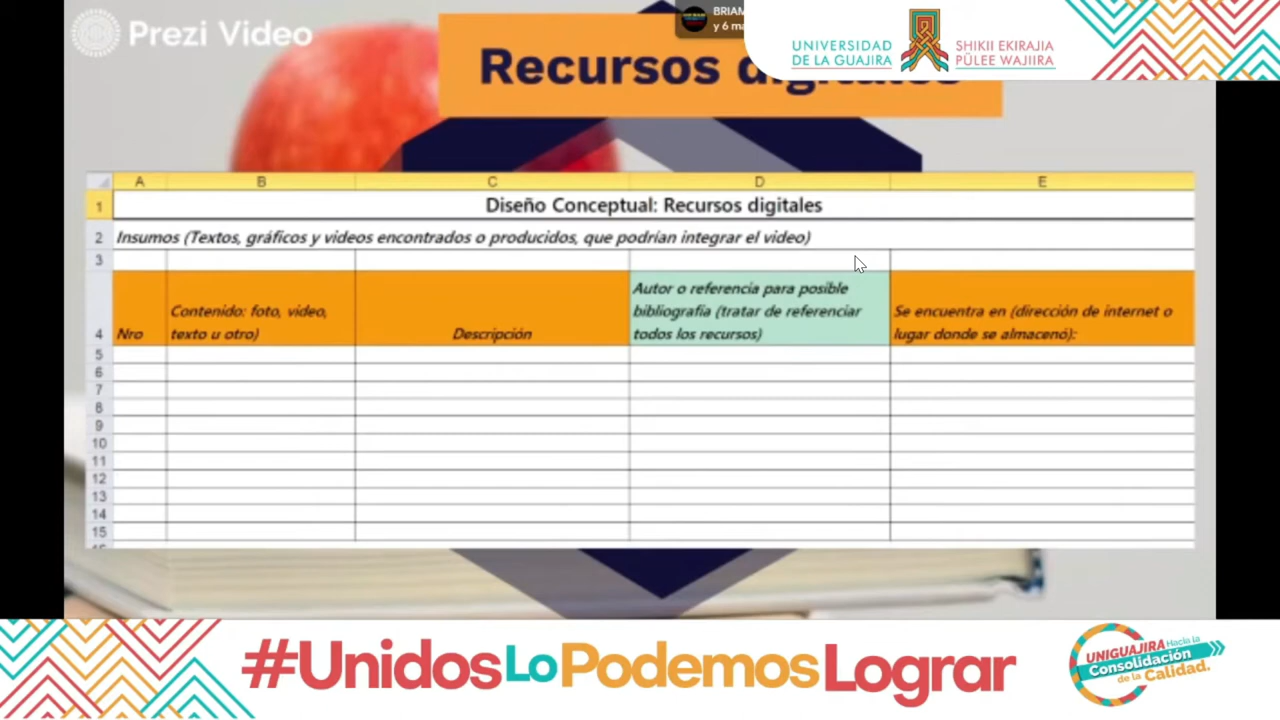 Prezi Video
BRIAM
y 6 ma
Recursos digitales
UNIVERSIDAD
DE LA GUAJIRA
SHIKII EKIRAJIA
PÜLEE WAJIIRA
A B C D E
1 Diseño Conceptual: Recursos digitales
2 Insumos (Textos, gráficos y videos encontrados o producidos, que podrían integrar el video)
3
4 Nro
Contenido: foto, video,
texto u otro)
Descripción
Autor o referencia para posible
bibliografía (tratar de referenciar
todos los recursos)
Se encuentra en (dirección de internet o
lugar donde se almacenó):
5
6
7
8
9
10
11
12
13
14
15
#UnidosLoPodemosLograr
UNIGUAJIRA Hacia la
Consolidación
de la Calidad.